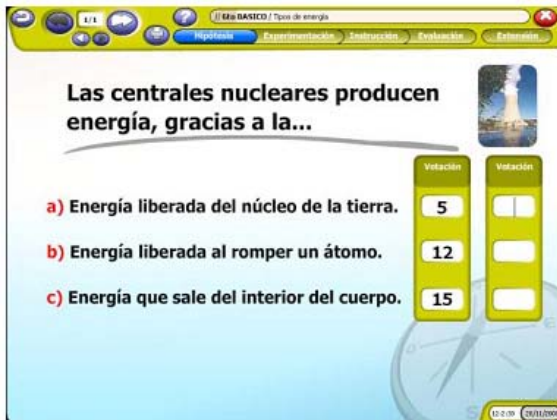 1/1
6to BASICO / Tipos de energía
Hipótesis Experimentación Instrucción Evaluación Extensión
Las centrales nucleares producen
energía, gracias a la...
Votación Votación
a) Energía liberada del núcleo de la tierra. 5
b) Energía liberada al romper un átomo. 12
c) Energía que sale del interior del cuerpo. 15
E
S